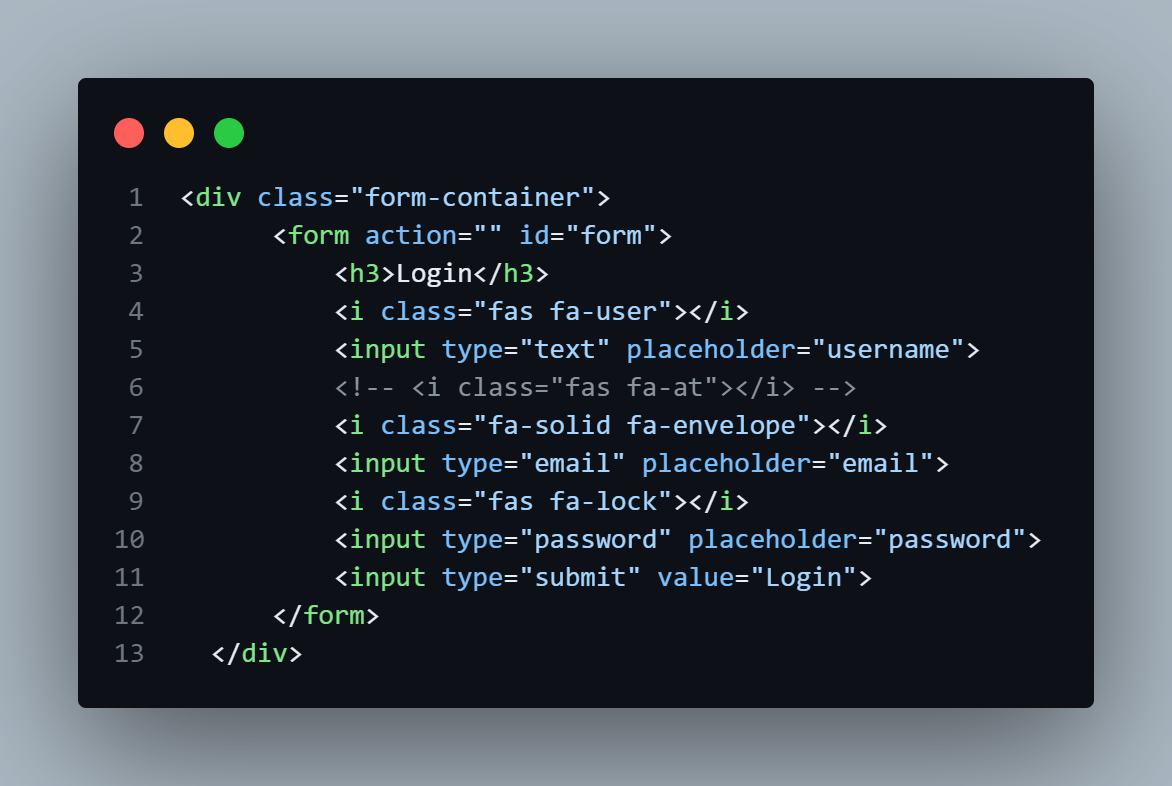 1 <div class="form-container">
2       <form action="" id="form">
3           <h3>Login</h3>
4           <i class="fas fa-user"></i>
5           <input type="text" placeholder="username">
6           <!-- <i class="fas fa-at"></i> -->
7           <i class="fa-solid fa-envelope"></i>
8           <input type="email" placeholder="email">
9           <i class="fas fa-lock"></i>
10           <input type="password" placeholder="password">
11           <input type="submit" value="Login">
12       </form>
13   </div>